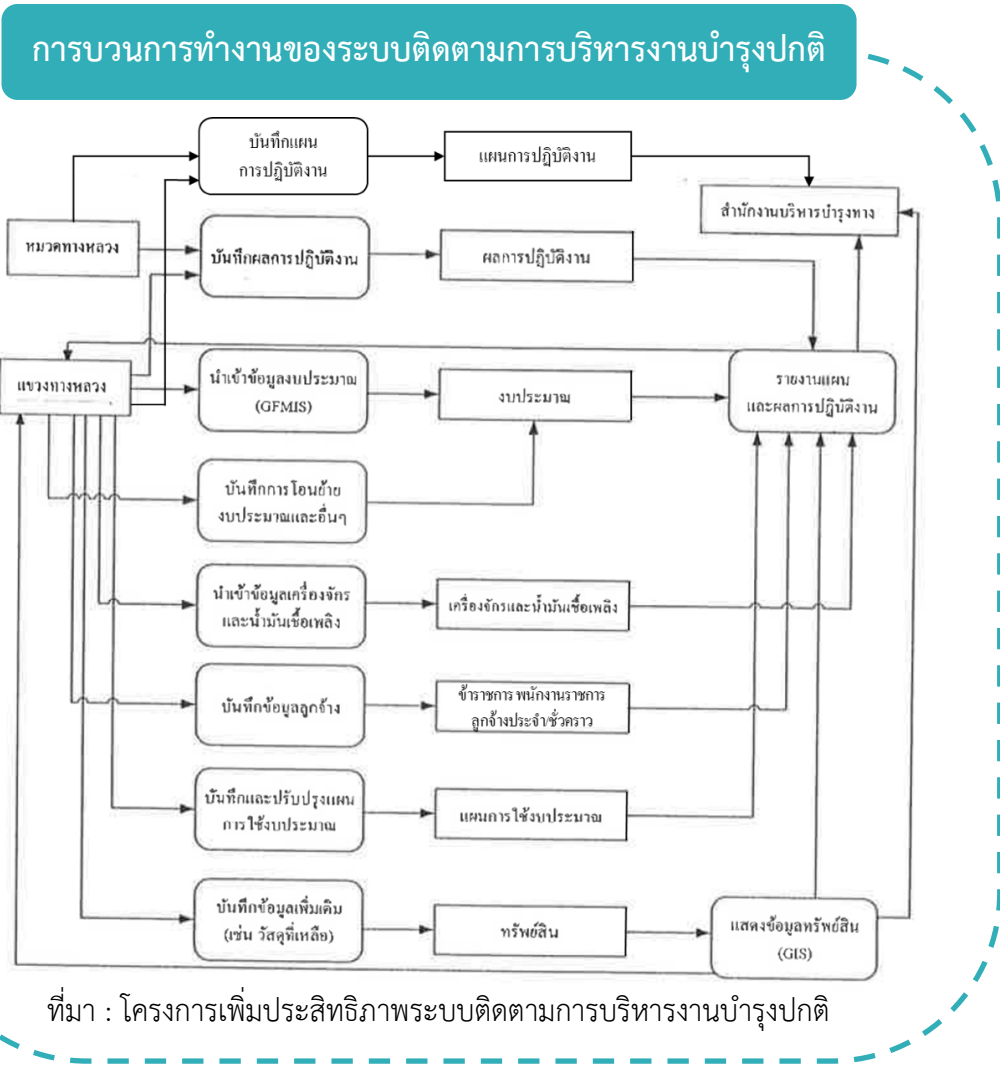 การบวนการทำงานของระบบติดตามการบริหารงานบำรุงปกติ
บันทึกแผน
การปฏิบัติงาน
แผนการปฏิบัติงาน
สำนักงานบริหารบำรุงทาง
หมวดทางหลวง
บันทึกผลการปฏิบัติงาน
ผลการปฏิบัติงาน
แขวงทางหลวง
นำเข้าข้อมูลงบประมาณ
(GFMIS)
งบประมาณ
รายงานแผน
และผลการปฏิบัติงาน
บันทึกการโอนย้าย
งบประมาณและอื่นๆ
นำเข้าข้อมูลเครื่องจักร
และน้ำมันเชื้อเพลิง
เครื่องจักรและน้ำมันเชื้อเพลิง
บันทึกข้อมูลลูกจ้าง
ข้าราชการ พนักงานราชการ
ลูกจ้างประจำ/ชั่วคราว
บันทึกและปรับปรุงแผน
การใช้งบประมาณ
แผนการใช้งบประมาณ
บันทึกข้อมูลเพิ่มเติม
(เช่น วัสดุที่เหลือ)
ทรัพย์สิน
แสดงข้อมูลทรัพย์สิน
(GIS)
ที่มา : โครงการเพิ่มประสิทธิภาพระบบติดตามการบริหารงานบำรุงปกติ